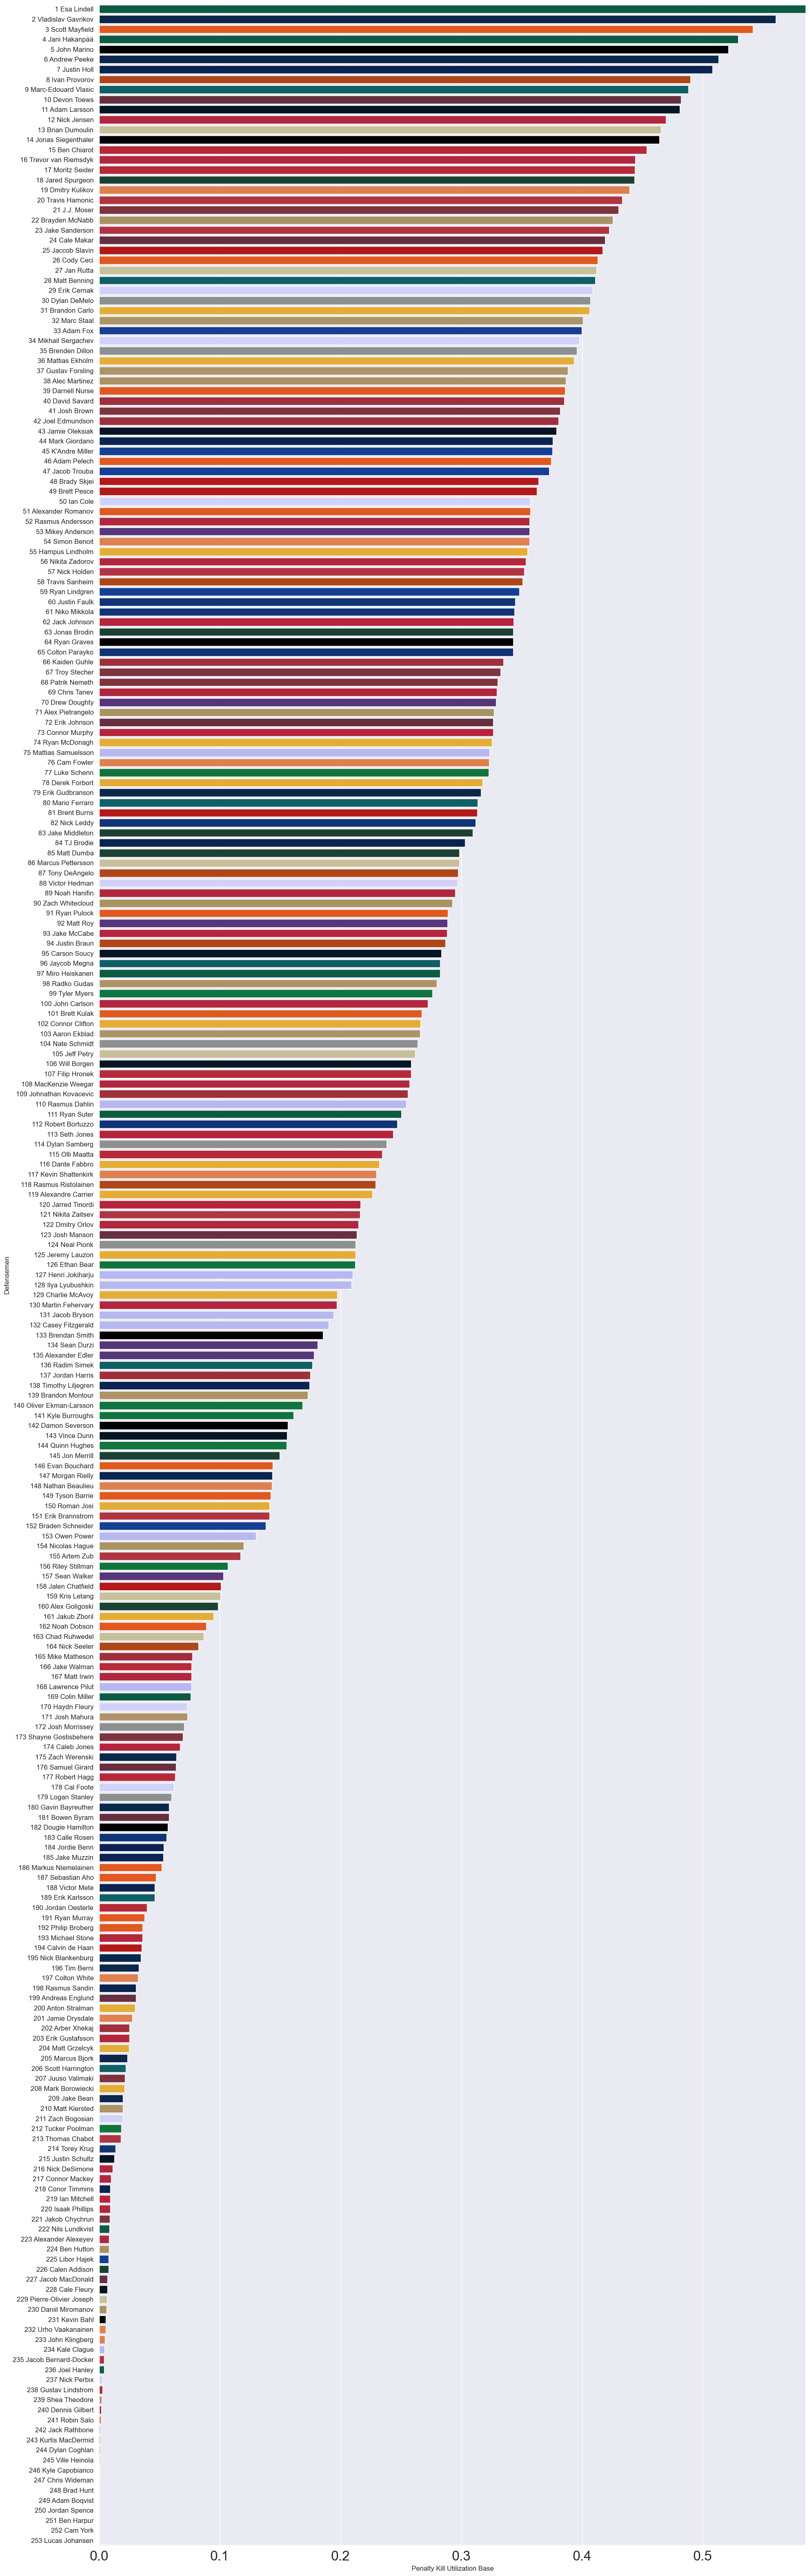 1 Esa Lindell
2 Vladislav Gavrikov
3 Scott Mayfield
4 Jani Hakanpää
5 John Marino
6 Andrew Peeke
7 Justin Holl
8 Ivan Provorov
9 Marc-Edouard Vlasic
10 Devon Toews
11 Adam Larsson
12 Nick Jensen
13 Brian Dumoulin
14 Jonas Siegenthaler
15 Ben Chiarot
16 Trevor van Riemsdyk
17 Moritz Seider
18 Jared Spurgeon
19 Dmitry Kulikov
20 Travis Hamonic
21 J.J. Moser
22 Brayden McNabb
23 Jake Sanderson
24 Cale Makar
25 Jaccob Slavin
26 Cody Ceci
27 Jan Rutta
28 Matt Benning
29 Erik Cernak
30 Dylan DeMelo
31 Brandon Carlo
32 Marc Staal
33 Adam Fox
34 Mikhail Sergachev
35 Brenden Dillon
36 Mattias Ekholm
37 Gustav Forsling
38 Alec Martinez
39 Darnell Nurse
40 David Savard
41 Josh Brown
42 Joel Edmundson
43 Jamie Oleksiak
44 Mark Giordano
45 K'Andre Miller
46 Adam Pelech
47 Jacob Trouba
48 Brady Skjei
49 Brett Pesce
50 Ian Cole
51 Alexander Romanov
52 Rasmus Andersson
53 Mikey Anderson
54 Simon Benoit
55 Hampus Lindholm
56 Nikita Zadorov
57 Nick Holden
58 Travis Sanheim
59 Ryan Lindgren
60 Justin Faulk
61 Niko Mikkola
62 Jack Johnson
63 Jonas Brodin
64 Ryan Graves
65 Colton Parayko
66 Kaiden Guhle
67 Troy Stecher
68 Patrik Nemeth
69 Chris Tanev
70 Drew Doughty
71 Alex Pietrangelo
72 Erik Johnson
73 Connor Murphy
74 Ryan McDonagh
75 Mattias Samuelsson
76 Cam Fowler
77 Luke Schenn
78 Derek Forbort
79 Erik Gudbranson
80 Mario Ferraro
81 Brent Burns
82 Nick Leddy
83 Jake Middleton
84 TJ Brodie
85 Matt Dumba
86 Marcus Pettersson
87 Tony DeAngelo
88 Victor Hedman
89 Noah Hanifin
90 Zach Whitecloud
91 Ryan Pulock
92 Matt Roy
93 Jake McCabe
94 Justin Braun
95 Carson Soucy
96 Jaycob Megna
97 Miro Heiskanen
98 Radko Gudas
99 Tyler Myers
100 John Carlson
101 Brett Kulak
102 Connor Clifton
103 Aaron Ekblad
104 Nate Schmidt
105 Jeff Petry
106 Will Borgen
107 Filip Hronek
108 MacKenzie Weegar
109 Johnathan Kovacevic
110 Rasmus Dahlin
111 Ryan Suter
112 Robert Bortuzzo
113 Seth Jones
114 Dylan Samberg
115 Olli Maatta
116 Dante Fabbro
117 Kevin Shattenkirk
118 Rasmus Ristolainen
119 Alexandre Carrier
120 Jarred Tinordi
121 Nikita Zaitsev
122 Dmitry Orlov
123 Josh Manson
124 Neal Pionk
125 Jeremy Lauzon
126 Ethan Bear
127 Henri Jokiharju
128 Ilya Lyubushkin
129 Charlie McAvoy
130 Martin Fehervary
131 Jacob Bryson
132 Casey Fitzgerald
133 Brendan Smith
134 Sean Durzi
135 Alexander Edler
136 Radim Simek
137 Jordan Harris
138 Timothy Liljegren
139 Brandon Montour
140 Oliver Ekman-Larsson
141 Kyle Burroughs
142 Damon Severson
143 Vince Dunn
144 Quinn Hughes
145 Jon Merrill
146 Evan Bouchard
147 Morgan Rielly
148 Nathan Beaulieu
149 Tyson Barrie
150 Roman Josi
151 Erik Brannstrom
152 Braden Schneider
153 Owen Power
154 Nicolas Hague
155 Artem Zub
156 Riley Stillman
157 Sean Walker
158 Jalen Chatfield
159 Kris Letang
160 Alex Goligoski
161 Jakub Zboril
162 Noah Dobson
163 Chad Ruhwedel
164 Nick Seeler
165 Mike Matheson
166 Jake Walman
167 Matt Irwin
168 Lawrence Pilut
169 Colin Miller
170 Haydn Fleury
171 Josh Mahura
172 Josh Morrissey
173 Shayne Gostisbehere
174 Caleb Jones
175 Zach Werenski
176 Samuel Girard
177 Robert Hagg
178 Cal Foote
179 Logan Stanley
180 Gavin Bayreuther
181 Bowen Byram
182 Dougie Hamilton
183 Calle Rosen
184 Jordie Benn
185 Jake Muzzin
186 Markus Niemelainen
187 Sebastian Aho
188 Victor Mete
189 Erik Karlsson
190 Jordan Oesterle
191 Ryan Murray
192 Philip Broberg
193 Michael Stone
194 Calvin de Haan
195 Nick Blankenburg
196 Tim Berni
197 Colton White
198 Rasmus Sandin
199 Andreas Englund
200 Anton Stralman
201 Jamie Drysdale
202 Arber Xhekaj
203 Erik Gustafsson
204 Matt Grzelcyk
205 Marcus Bjork
206 Scott Harrington
207 Juuso Valimaki
208 Mark Borowiecki
209 Jake Bean
210 Matt Kiersted
211 Zach Bogosian
212 Tucker Poolman
213 Thomas Chabot
214 Torey Krug
215 Justin Schultz
216 Nick DeSimone
217 Connor Mackey
218 Conor Timmins
219 Ian Mitchell
220 Isaak Phillips
221 Jakob Chychrun
222 Nils Lundkvist
223 Alexander Alexeyev
224 Ben Hutton
225 Libor Hajek
226 Calen Addison
227 Jacob MacDonald
228 Cale Fleury
229 Pierre-Olivier Joseph
230 Daniil Miromanov
231 Kevin Bahl
232 Urho Vaakanainen
233 John Klingberg
234 Kale Clague
235 Jacob Bernard-Docker
236 Joel Hanley
237 Nick Perbix
238 Gustav Lindstrom
239 Shea Theodore
240 Dennis Gilbert
241 Robin Salo
242 Jack Rathbone
243 Kurtis MacDermid
244 Dylan Coghlan
245 Ville Heinola
246 Kyle Capobianco
247 Chris Wideman
248 Brad Hunt
249 Adam Boqvist
250 Jordan Spence
251 Ben Harpur
252 Cam York
253 Lucas Johansen
Defensemen
0.0 0.1 0.2 0.3 0.4 0.5
Penalty Kill Utilization Base